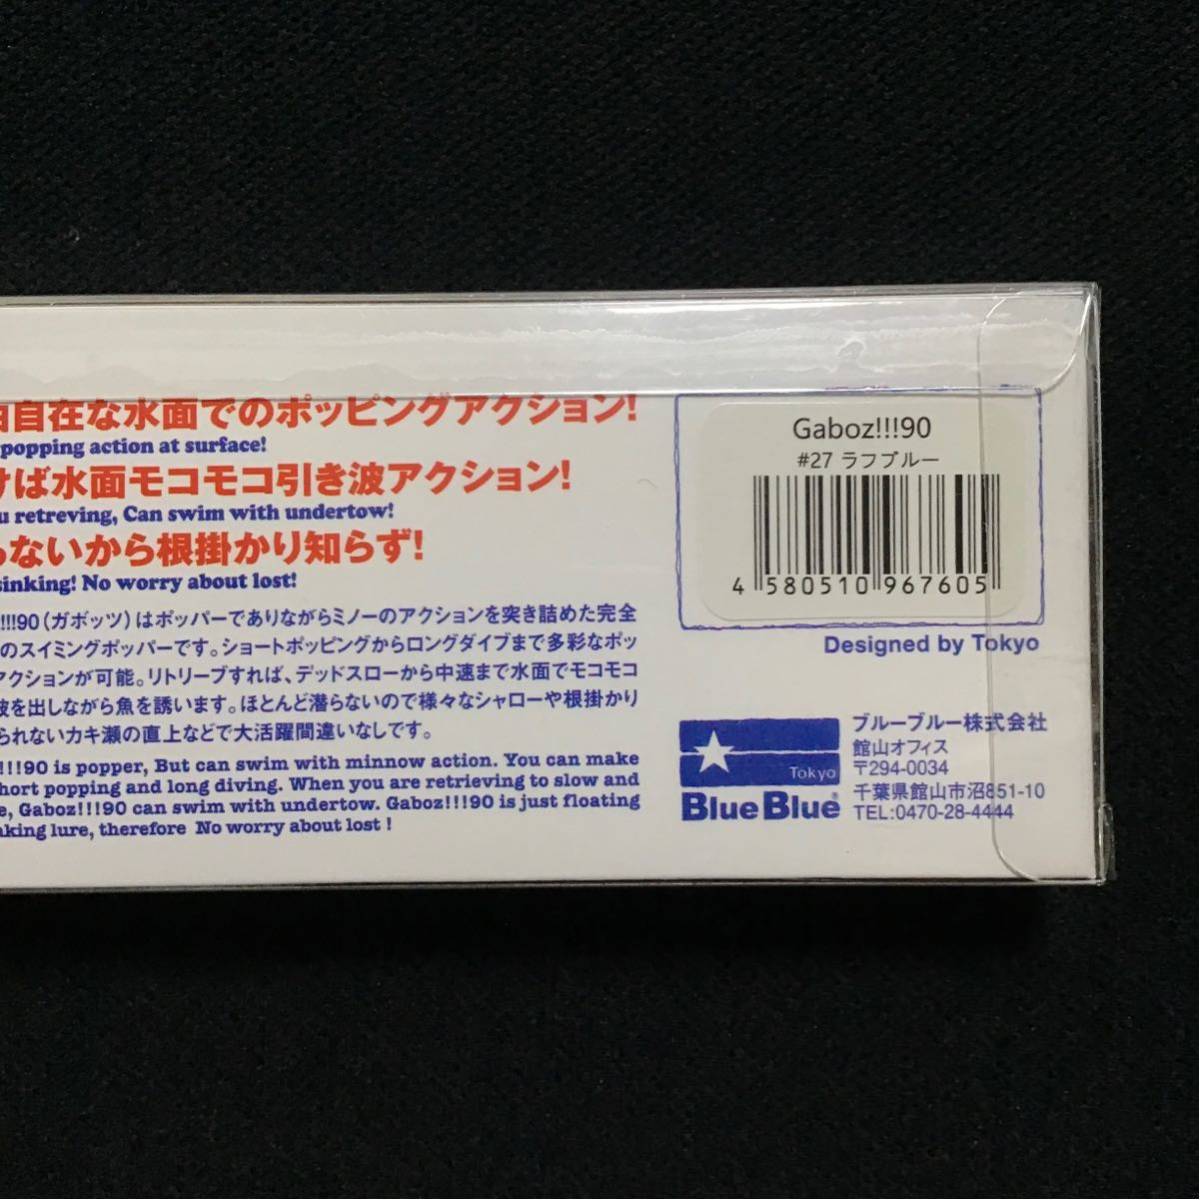 自在な水面でのポッピングアクション!
popping action at surface!
けば水面モコモコ引き波アクション!
retreving, Can swim with undertow!
らないから根掛かり知らず!
sinking! No worry about lost!
!!!90(ガボッツ)はポッパーでありながらミノーのアクションを突き詰めた完全
のスイミングポッパーです。ショートポッピングからロングダイブまで多彩なポッ
アクションが可能。リトリーブすれば、デッドスローから中速まで水面でモコモコ
波を出しながら魚を誘います。ほとんど潜らないので様々なシャローや根掛かり
られないカキ瀬の直上などで大活躍間違いなしです。
!!!90 is popper, But can swim with minnow action. You can make
hort popping and long diving. When you are retrieving to slow and
e, Gaboz!!!90 can swim with undertow. Gaboz!!!90 is just floating
nking lure, therefore No worry about lost !
Gaboz!!!90
#27 ラフブルー
4 580510 967605
Designed by Tokyo
Tokyo
BlueBlue®
ブルーブルー株式会社
館山オフィス
〒294-0034
千葉県館山市沼851-10
TEL:0470-28-4444